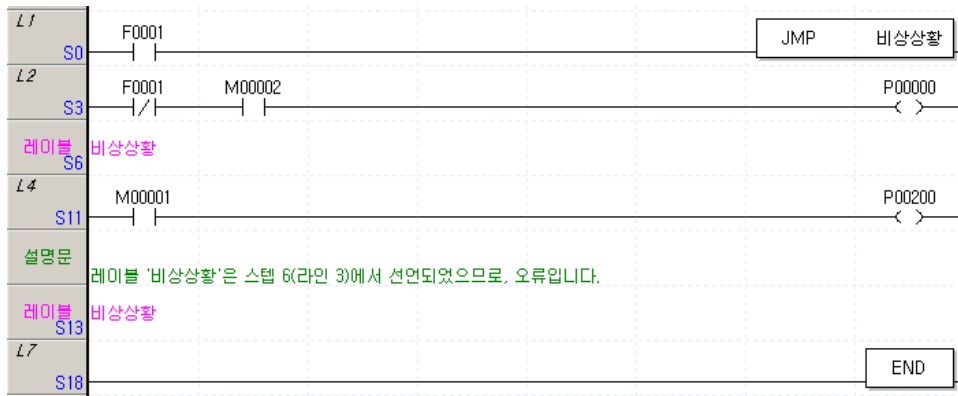 L1
F0001
JMP 비상상황
S0
L2
F0001 M00002 P00000
S3
레이블 비상상황
S6
L4
M00001 P00200
S11
설명문
레이블 '비상상황'은 스텝 6(라인 3)에서 선언되었으므로, 오류입니다.
레이블 비상상황
S13
L7
END
S18